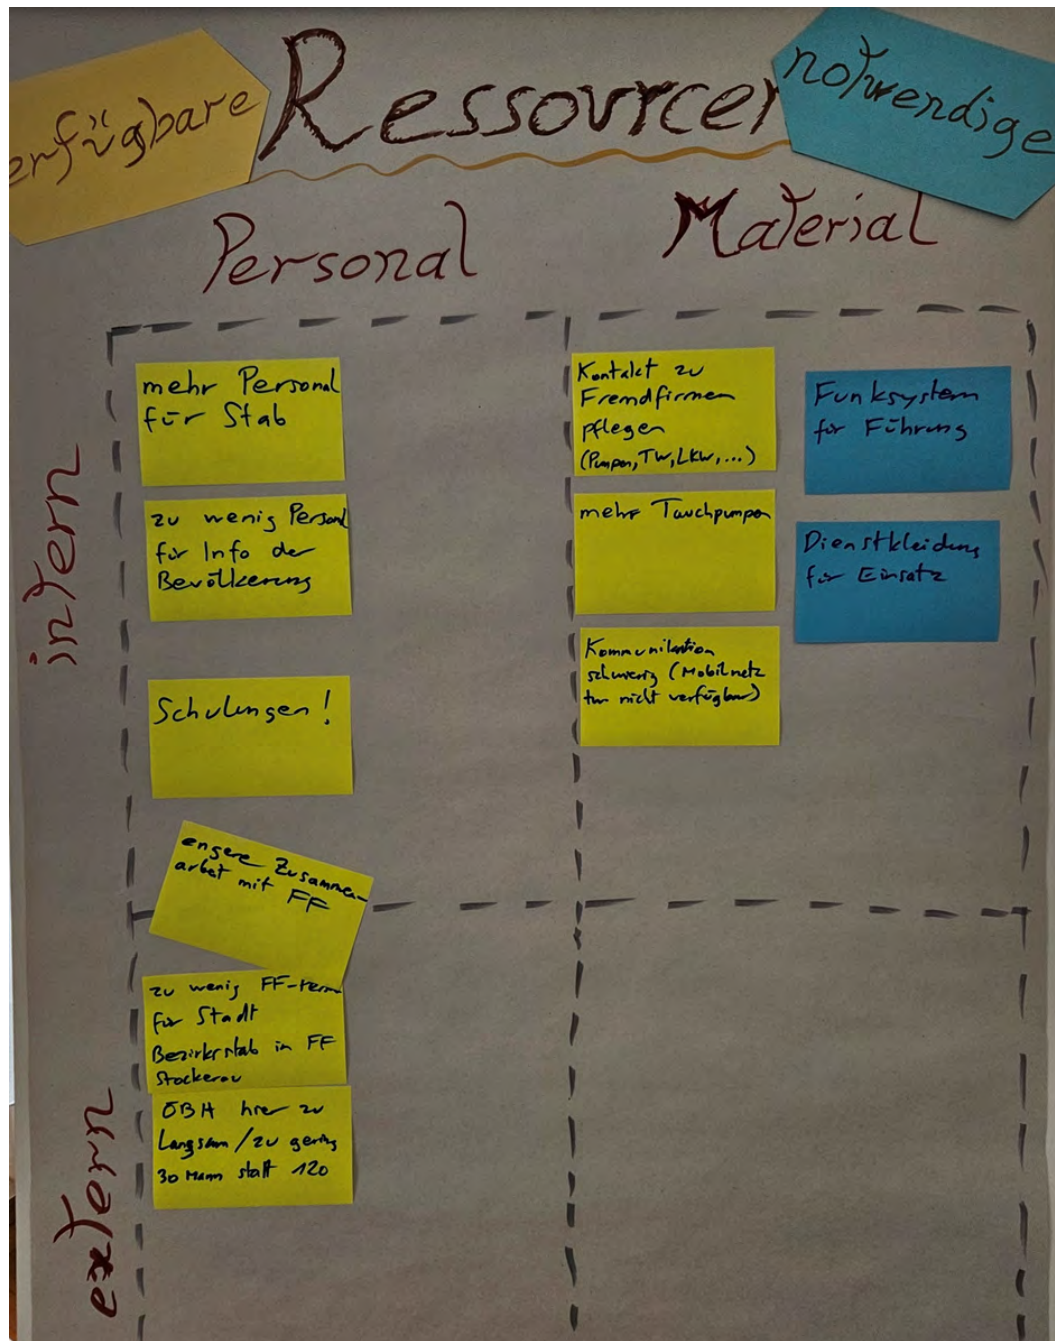 erfügbare
Ressourcen
notwendige
Personal
Material
intern
mehr Personal
für Stab
zu wenig Personal
für Info der
Bevölkerung
Schulungen!
Kontakt zu
Fremdfirmen
pflegen
(Pumpen, TW, LKW, ...)
mehr Tauchpumpen
Kommunikation
schwierig (Mobilnetz
nicht verfügbar)
Funksystem
für Führung
Dienstkleidung
für Einsatz
engere Zusammen-
arbeit mit FF
extern
zu wenig
für Stadt
Bezirksstab in FF
Stockerau
ÖBH hier zu
Langsam / zu gering
30 Mann statt 120